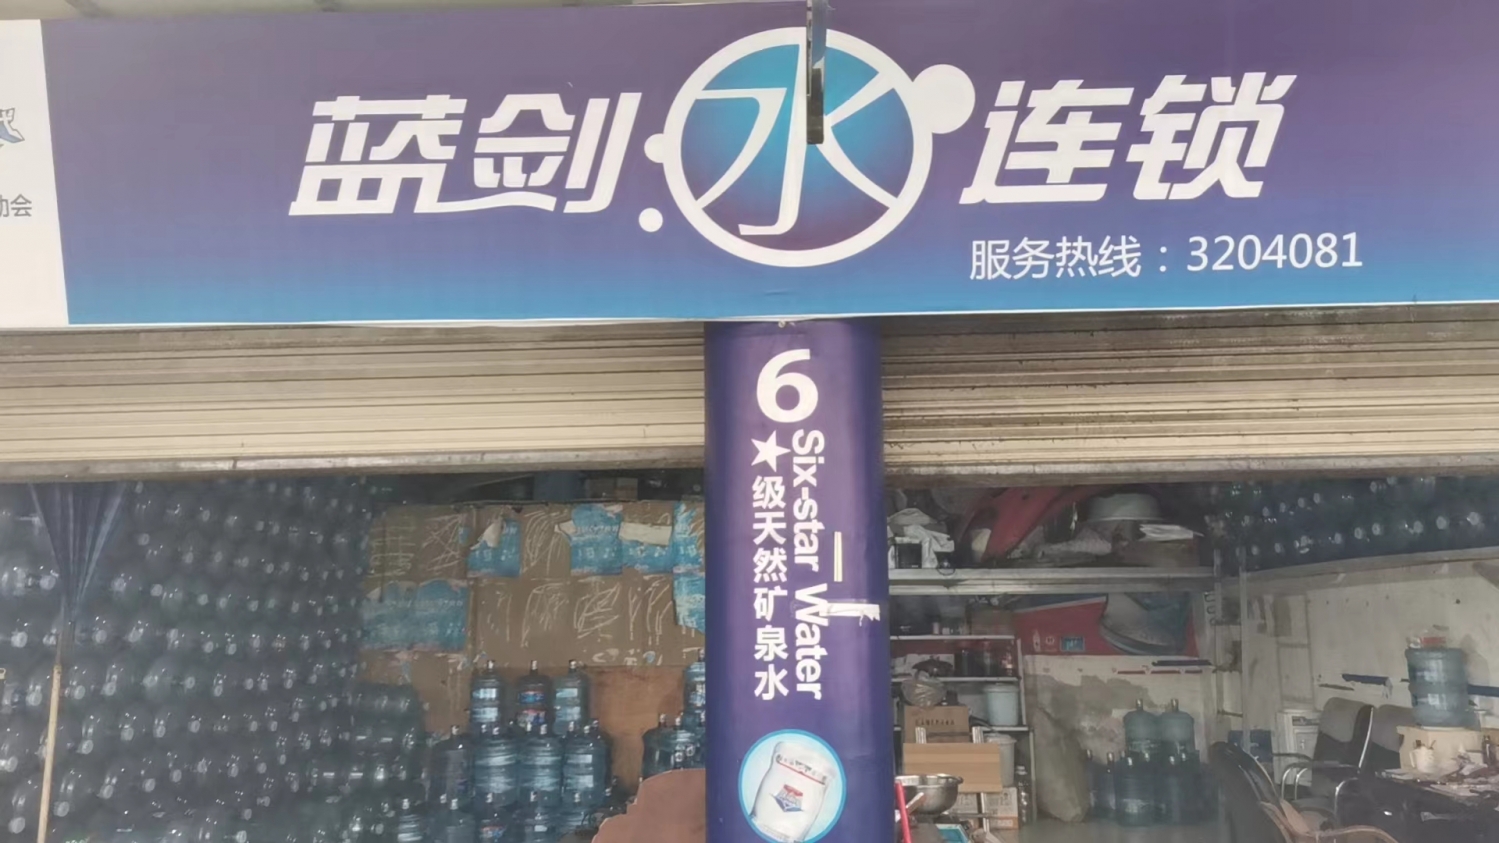 蓝剑水连锁
服务热线：3204081
6★级天然矿泉水
Six-star Water